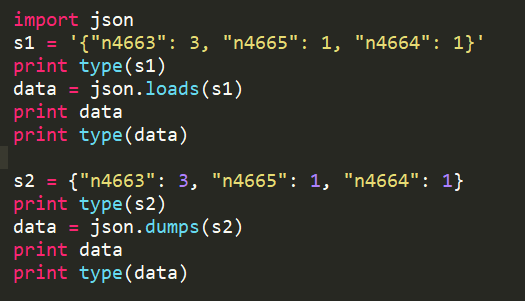 import json
s1 = '{"n4663": 3, "n4665": 1, "n4664": 1}'
print type(s1)
data = json.loads(s1)
print data
print type(data)
s2 = {"n4663": 3, "n4665": 1, "n4664": 1}
print type(s2)
data = json.dumps(s2)
print data
print type(data)